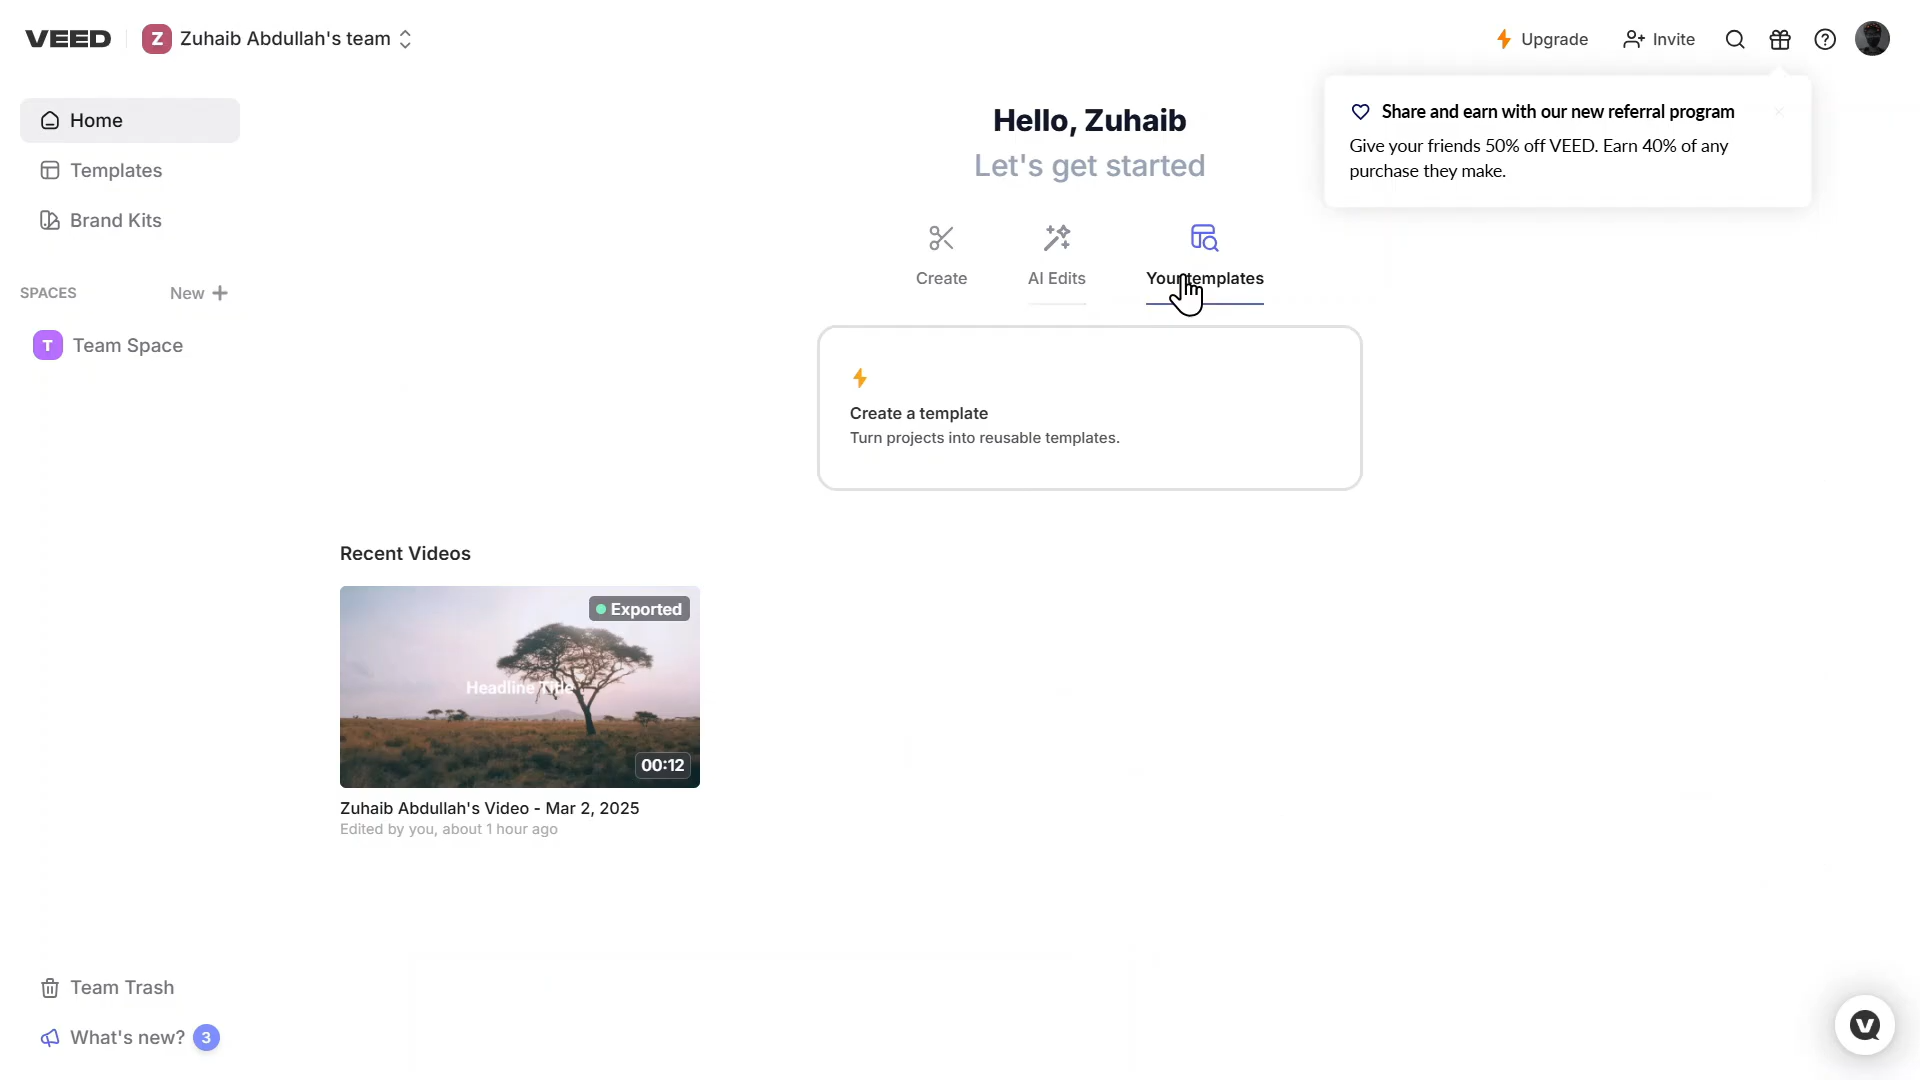 VEED
Z
Zuhaib Abdullah's team
Upgrade
Invite
Home
Templates
Brand Kits
SPACES
New +
T
Team Space
Hello, Zuhaib
Let's get started
Share and earn with our new referral program
Give your friends 50% off VEED. Earn 40% of any
purchase they make.
Create
AI Edits
Your templates
Create a template
Turn projects into reusable templates.
Recent Videos
Exported
Headline Title
00:12
Zuhaib Abdullah's Video - Mar 2, 2025
Edited by you, about 1 hour ago
Team Trash
What's new?
3
V